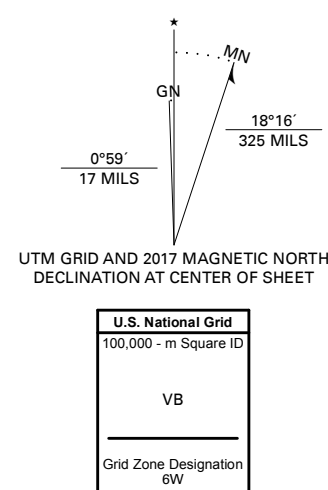 ★
MN
GN
18°16´
325 MILS
0°59´
17 MILS
UTM GRID AND 2017 MAGNETIC NORTH
DECLINATION AT CENTER OF SHEET
U.S. National Grid
100,000 - m Square ID
VB
Grid Zone Designation
6W